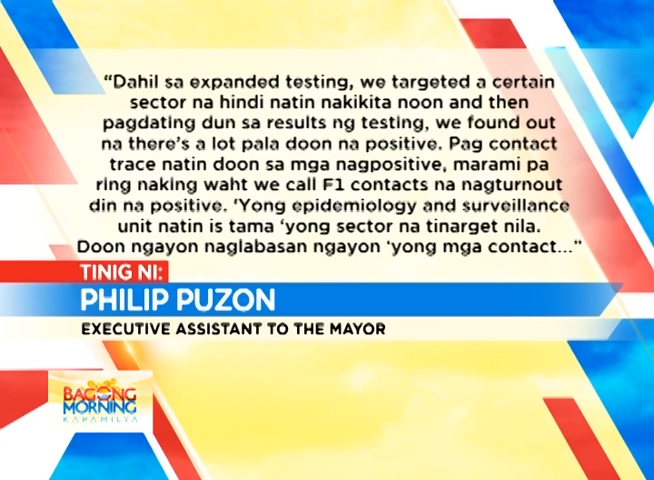 “Dahil sa expanded testing, we targeted a certain
sector na hindi natin nakikita noon and then
pagdating dun sa results ng testing, we found out
na there’s a lot pala doon na positive. Pag contact
trace natin doon sa mga nagpositive, marami pa
ring naking waht we call F1 contacts na nagturnout
din na positive. ‘Yong epidemiology and surveillance
unit natin is tama ‘yong sector na tinarget nila.
Doon ngayon naglabasan ngayon ‘yong mga contact...”
TINIG NI:
PHILIP PUZON
EXECUTIVE ASSISTANT TO THE MAYOR
BAGONG
MORNING
KAPAMILYA